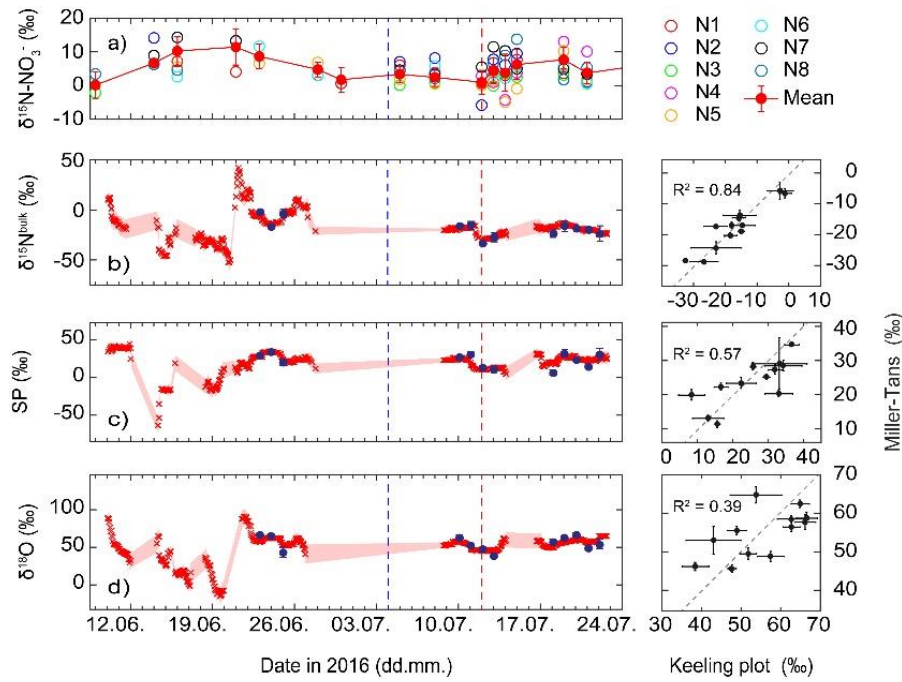 δ¹⁵N-NO₃⁻ (‰)
20
10
0
-10
a)
N1
N2
N3
N4
N5
N6
N7
N8
Mean
δ¹⁵Nᵇᵘˡᵏ (‰)
50
0
-50
b)
R² = 0.84
0
-10
-20
-30
-30 -20 -10 0 10
SP (‰)
50
0
-50
c)
R² = 0.57
40
30
20
10
0 10 20 30 40
Miller-Tans (‰)
δ¹⁸O (‰)
100
50
0
d)
R² = 0.39
70
60
50
40
30 40 50 60 70
12.06. 19.06. 26.06. 03.07. 10.07. 17.07. 24.07.
Date in 2016 (dd.mm.)
Keeling plot (‰)